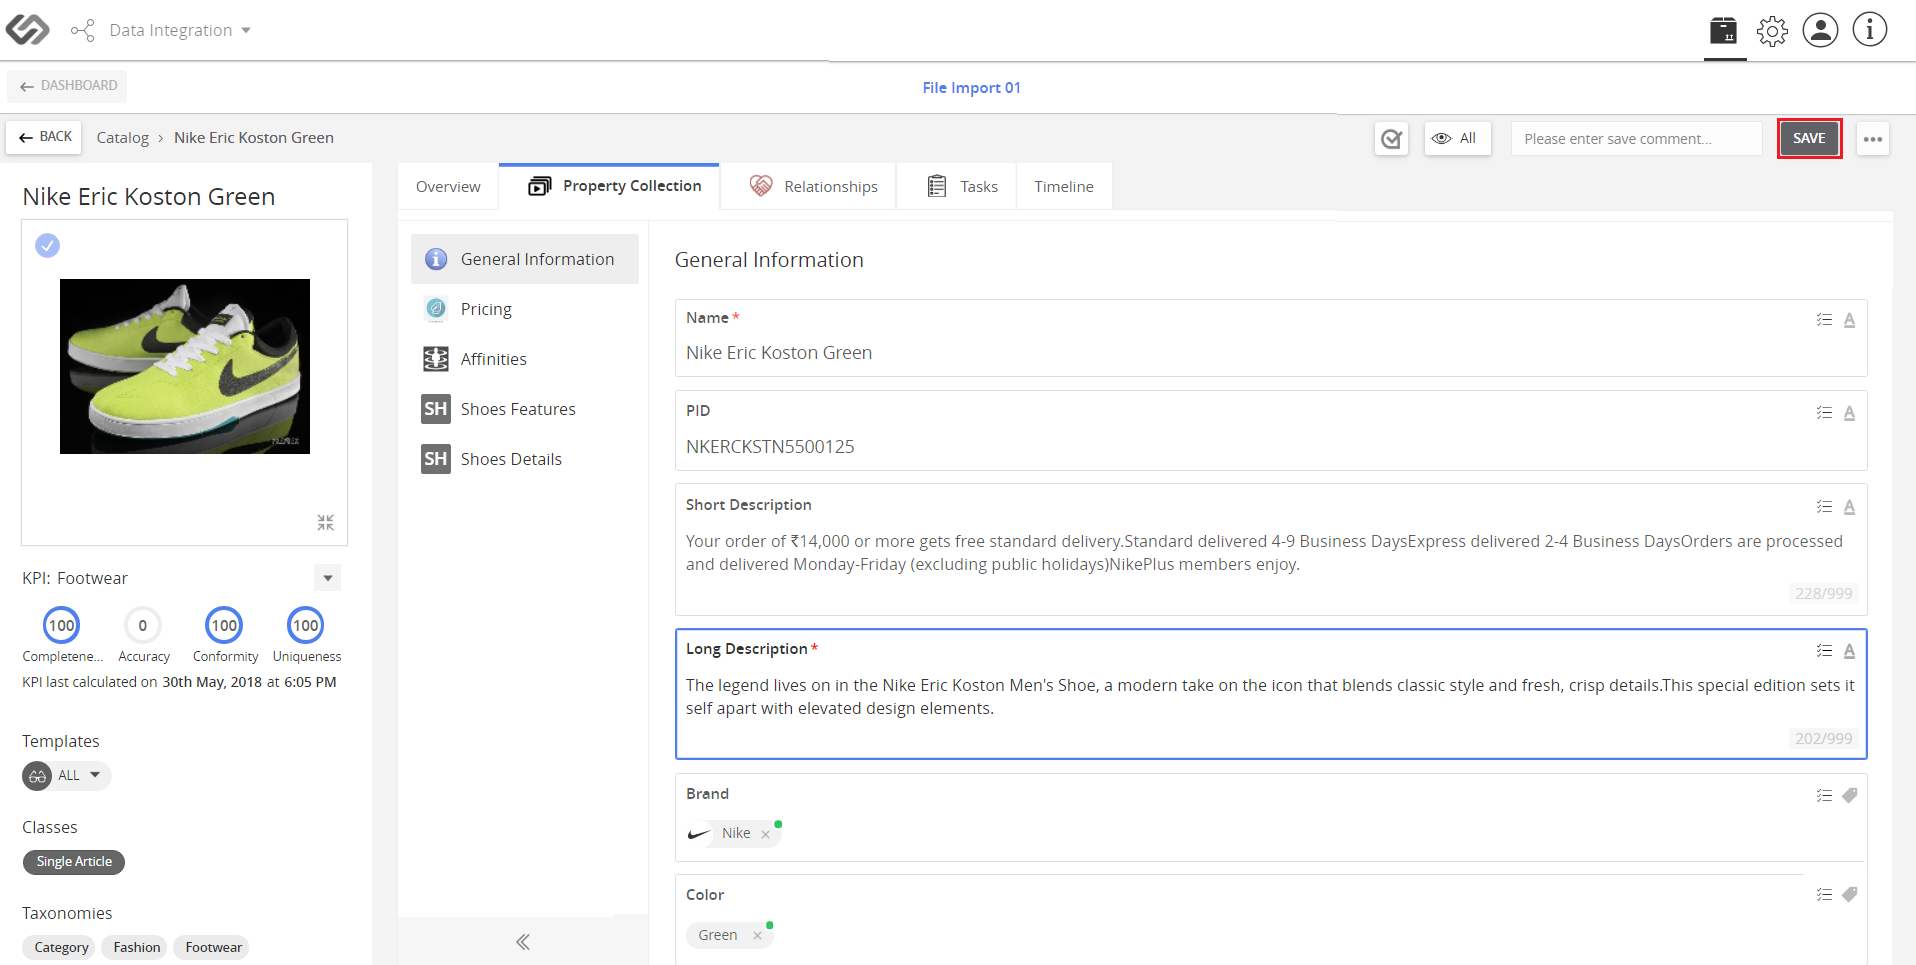 Data Integration
DASHBOARD
File Import 01
BACK
Catalog › Nike Eric Koston Green
All
Please enter save comment...
SAVE
Nike Eric Koston Green
Overview
Property Collection
Relationships
Tasks
Timeline
General Information
Pricing
Affinities
SH Shoes Features
SH Shoes Details
General Information
Name *
Nike Eric Koston Green
PID
NKERCKSTN5500125
Short Description
Your order of ₹14,000 or more gets free standard delivery.Standard delivered 4-9 Business DaysExpress delivered 2-4 Business DaysOrders are processed
and delivered Monday-Friday (excluding public holidays)NikePlus members enjoy.
228/999
Long Description *
The legend lives on in the Nike Eric Koston Men's Shoe, a modern take on the icon that blends classic style and fresh, crisp details.This special edition sets it
self apart with elevated design elements.
202/999
Brand
Nike
Color
Green
KPI: Footwear
100 0 100 100
Completene... Accuracy Conformity Uniqueness
KPI last calculated on 30th May, 2018 at 6:05 PM
Templates
ALL
Classes
Single Article
Taxonomies
Category Fashion Footwear